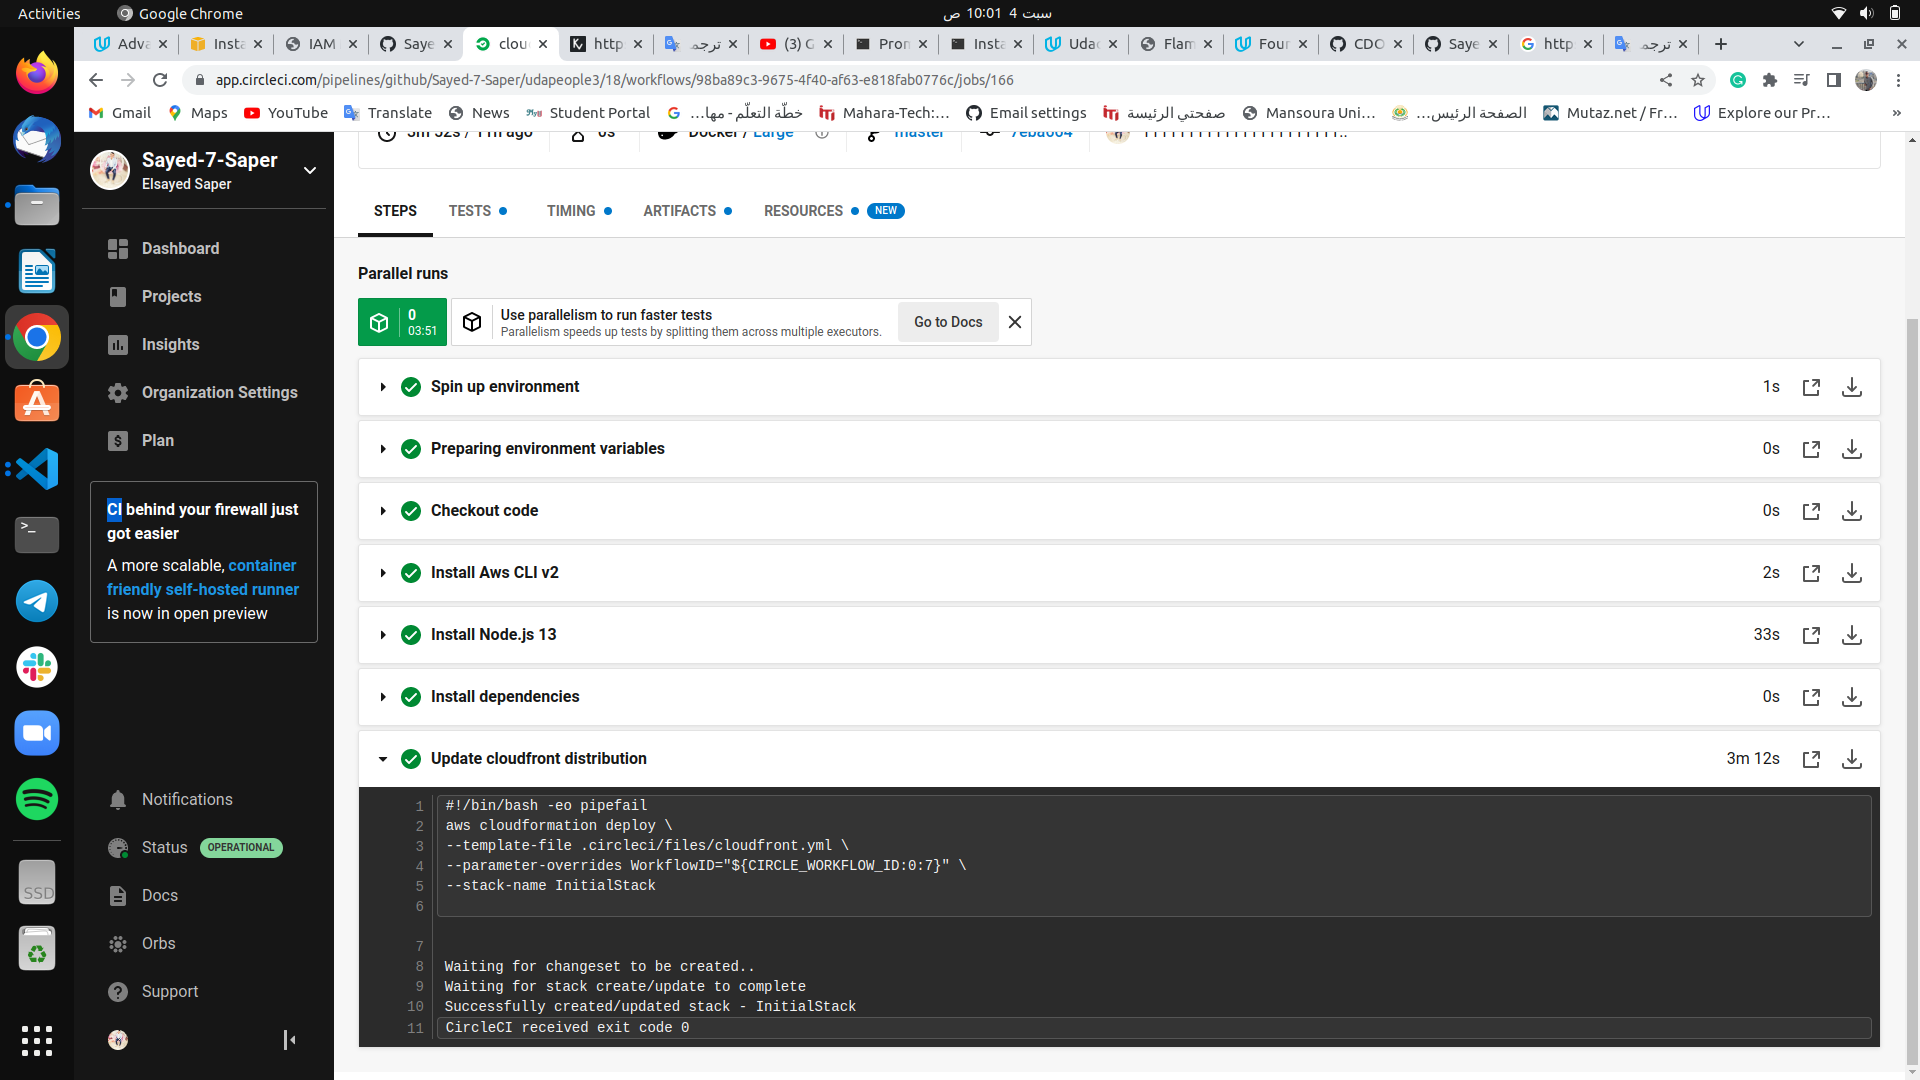 Activities
Google Chrome
سبت 4 10:01 ص
Adva
Insta
IAM
Saye
clou
http
ترجمة
(3) G
Pron
Insta
Udac
Flam
Four
CDO
Saye
http
ترجمة
app.circleci.com/pipelines/github/Sayed-7-Saper/udapeople3/18/workflows/98ba89c3-9675-4f40-af63-e818fab0776c/jobs/166
Gmail
Maps
YouTube
Translate
News
Student Portal
خطّة التعلّم - مها...
Mahara-Tech:...
Email settings
صفحتي الرئيسة
Mansoura Uni...
الصفحة الرئيس...
Mutaz.net / Fr...
Explore our Pr...
»
3m 52s / 11h ago
0s
Docker / Large
master
7eba664
Sayed-7-Saper
Elsayed Saper
Dashboard
Projects
Insights
Organization Settings
Plan
CI behind your firewall just
got easier
A more scalable, container
friendly self-hosted runner
is now in open preview
Notifications
Status OPERATIONAL
Docs
Orbs
Support
SSD
STEPS
TESTS
TIMING
ARTIFACTS
RESOURCES
NEW
Parallel runs
0
03:51
Use parallelism to run faster tests
Parallelism speeds up tests by splitting them across multiple executors.
Go to Docs
Spin up environment 1s
Preparing environment variables 0s
Checkout code 0s
Install Aws CLI v2 2s
Install Node.js 13 33s
Install dependencies 0s
Update cloudfront distribution 3m 12s
1 #!/bin/bash -eo pipefail
2 aws cloudformation deploy \
3 --template-file .circleci/files/cloudfront.yml \
4 --parameter-overrides WorkflowID="${CIRCLE_WORKFLOW_ID:0:7}" \
5 --stack-name InitialStack
6
7
8 Waiting for changeset to be created..
9 Waiting for stack create/update to complete
10 Successfully created/updated stack - InitialStack
11 CircleCI received exit code 0